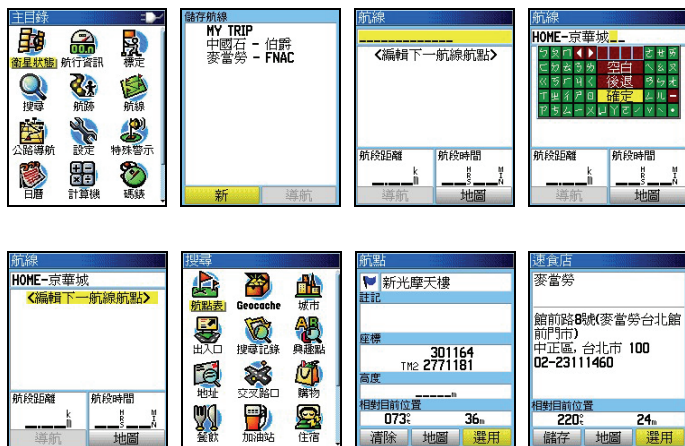 主目錄
衛星狀態 航行資訊 標定
搜尋 航跡 航線
公路導航 設定 特殊警示
日曆 計算機 碼錶
儲存航線
MY TRIP
中國石 - 伯爵
麥當勞 - FNAC
新 導航
航線
<編輯下一航線航點>
航段距離 航段時間
導航 地圖
航線
HOME-京華城
空白
後退
確定
航段距離 航段時間
導航 地圖
航線
HOME-京華城
<編輯下一航線航點>
航段距離 航段時間
導航 地圖
搜尋
航點表 Geocache 城市
出入口 搜尋記錄 興趣點
地址 交叉路口 購物
餐飲 加油站 住宿
航點
新光摩天樓
註記
座標
301164
TM2 2771181
高度
相對目前位置
073° 36m
清除 地圖 選用
速食店
麥當勞
館前路8號(麥當勞台北館
前門市)
中正區, 台北市 100
02-23111460
相對目前位置
220° 24m
儲存 地圖 選用